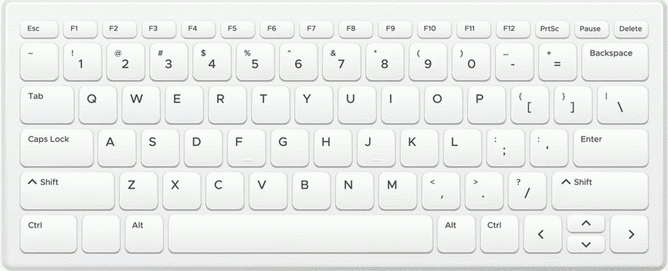 Esc F1 F2 F3 F4 F5 F6 F7 F8 F9 F10 F11 F12 PrtSc Pause Delete
~ ! 1 @ 2 # 3 $ 4 % 5 ^ 6 & 7 * 8 ( 9 ) 0 – - + = Backspace
Tab Q W E R T Y U I O P { [ } ] | \
Caps Lock A S D F G H J K L : ; : ‘ Enter
^ Shift Z X C V B N M < , > . ? / ^ Shift
Ctrl Alt Alt Ctrl < ^ v >